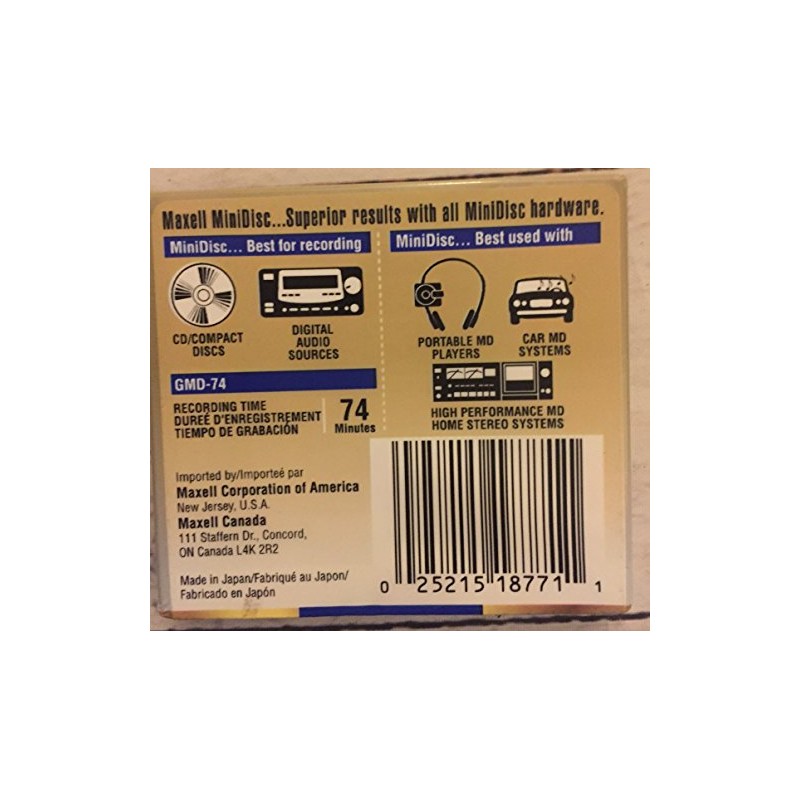 Maxell MiniDisc...Superior results with all MiniDisc hardware.
MiniDisc... Best for recording
CD/COMPACT
DISCS
DIGITAL
AUDIO
SOURCES
GMD-74
RECORDING TIME
DUREÉ D'ENREGISTREMENT
TIEMPO DE GRABACIÓN
74
Minutes
MiniDisc... Best used with
PORTABLE MD
PLAYERS
CAR MD
SYSTEMS
HIGH PERFORMANCE MD
HOME STEREO SYSTEMS
Imported by/Importeé par
Maxell Corporation of America
New Jersey, U.S.A.
Maxell Canada
111 Staffern Dr., Concord,
ON Canada L4K 2R2
Made in Japan/Fabriqué au Japon/
Fabricado en Japón
0 25215 18771 1